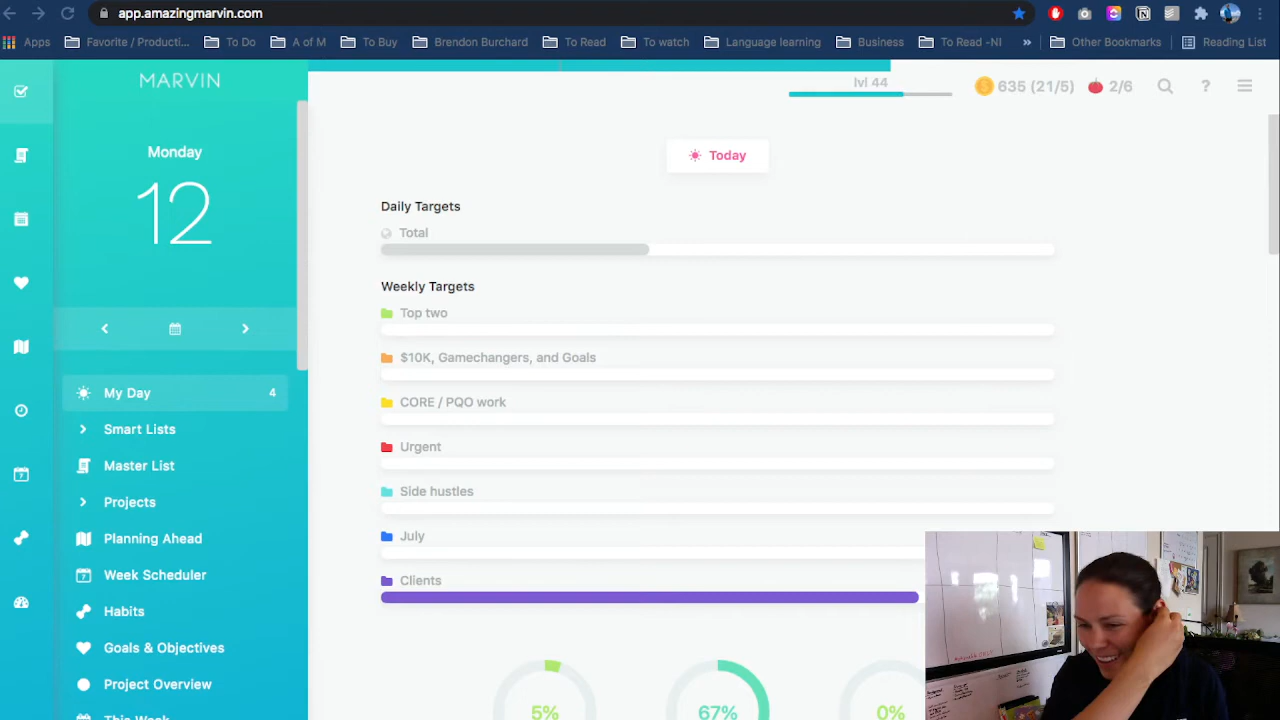 app.amazingmarvin.com
Apps
Favorite / Producti...
To Do
A of M
To Buy
Brendon Burchard
To Read
To watch
Language learning
Business
To Read -NI
»
Other Bookmarks
Reading List
MARVIN
lvl 44
635 (21/5)
2/6
?
Monday
12
Today
Daily Targets
Total
Weekly Targets
Top two
$10K, Gamechangers, and Goals
CORE / PQO work
Urgent
Side hustles
July
Clients
5%
67%
0%
My Day
4
Smart Lists
Master List
Projects
Planning Ahead
7
Week Scheduler
Habits
Goals & Objectives
Project Overview
This Week